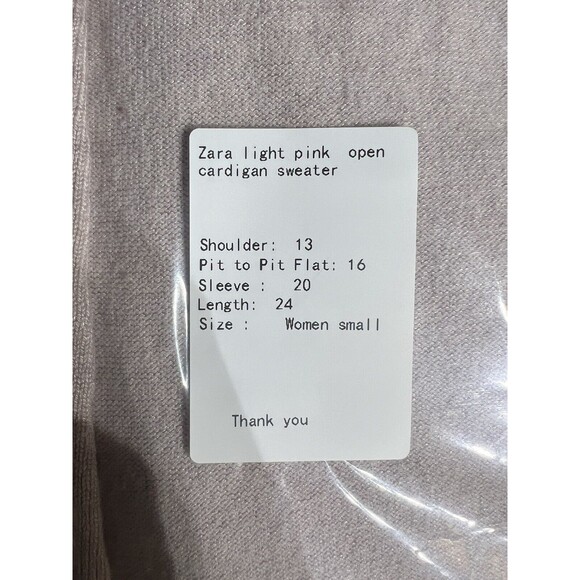 Zara light pink open
cardigan sweater
Shoulder: 13
Pit to Pit Flat: 16
Sleeve : 20
Length: 24
Size : Women small
Thank you